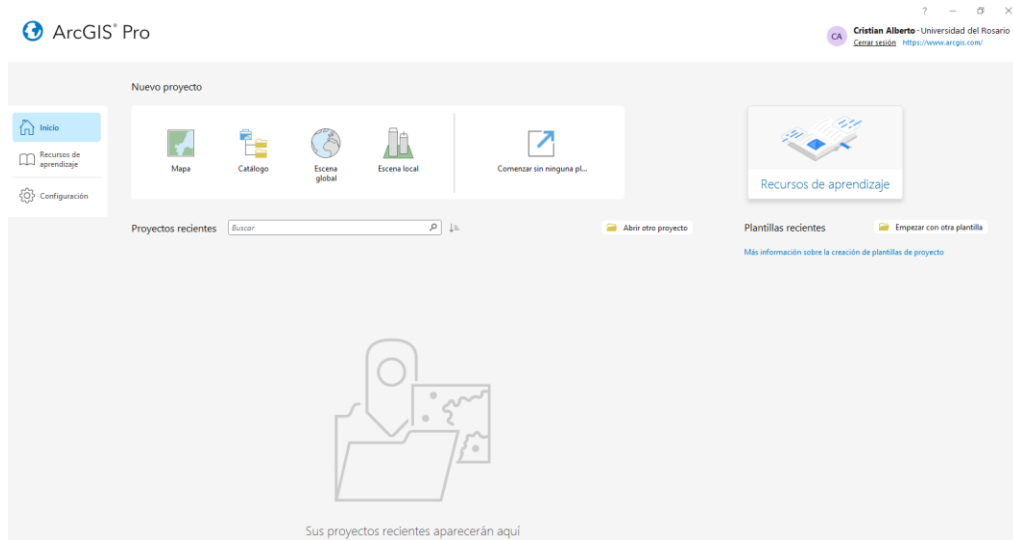 ArcGIS® Pro
? — ✕
CA
Cristian Alberto - Universidad del Rosario
Cerrar sesión https://www.arcgis.com/
Nuevo proyecto
Inicio
Recursos de
aprendizaje
Configuración
Mapa
Catálogo
Escena
global
Escena local
Comenzar sin ninguna pl...
Recursos de aprendizaje
Proyectos recientes
Buscar
Abrir otro proyecto
Plantillas recientes
Empezar con otra plantilla
Más información sobre la creación de plantillas de proyecto
Sus proyectos recientes aparecerán aquí